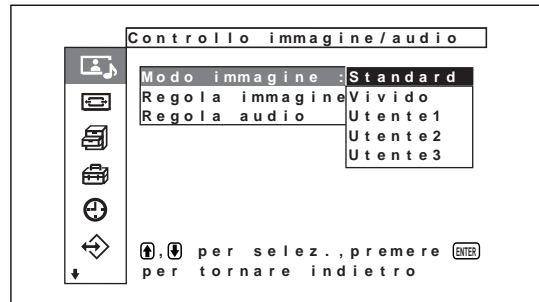 Controllo immagine/audio
Modo immagine : Standard
Regola immagine Vivido
Regola audio Utente1
Utente2
Utente3
, per selez.,premere ENTER
per tornare indietro